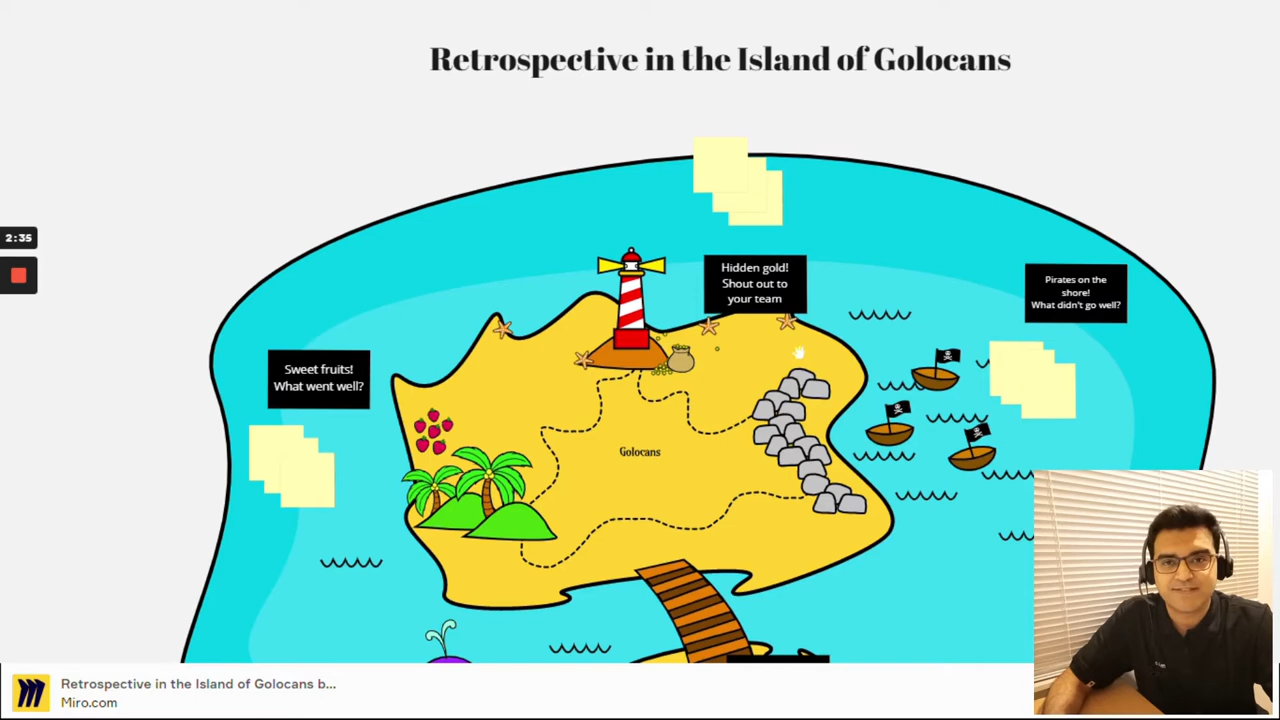 Retrospective in the Island of Golocans
2:35
Hidden gold!
Shout out to
your team
Pirates on the
shore!
What didn't go well?
Sweet fruits!
What went well?
Golocans
Retrospective in the Island of Golocans b...
Miro.com